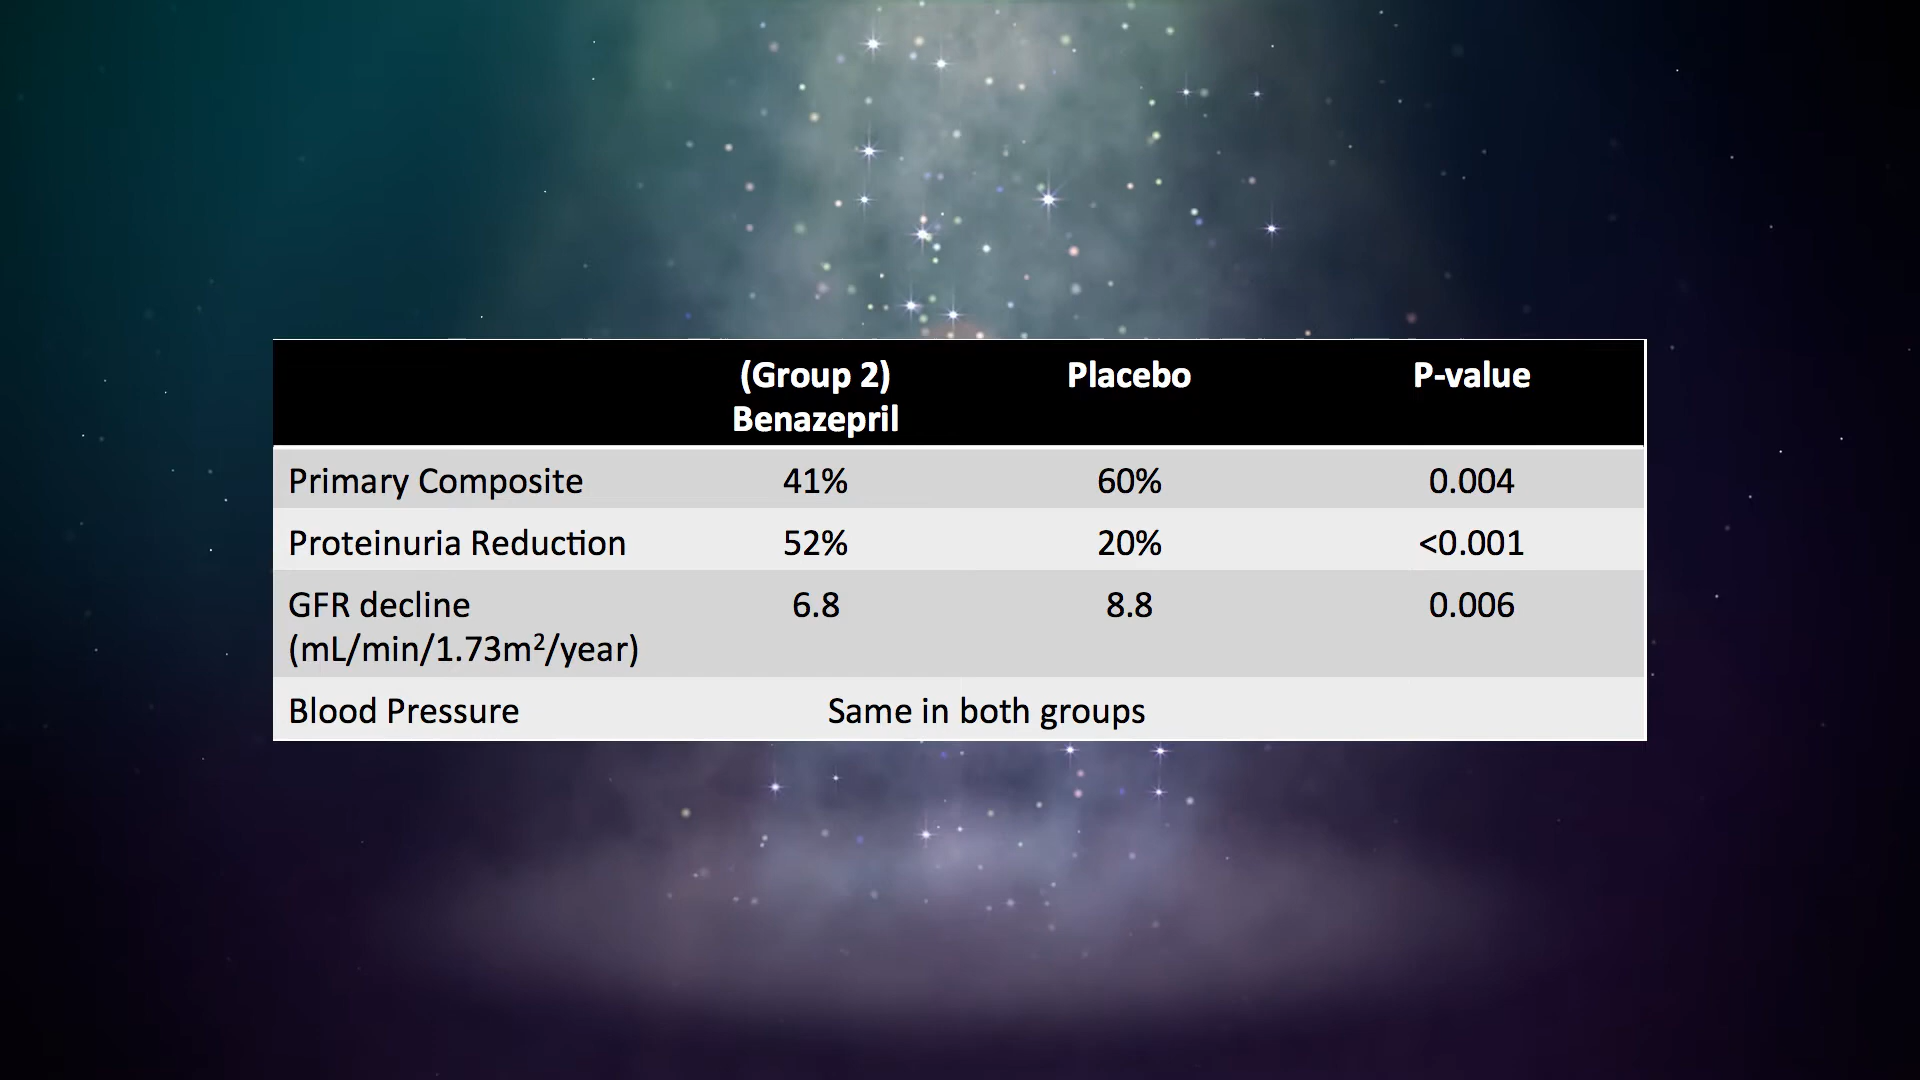 (Group 2) Placebo P-value
Benazepril
Primary Composite 41% 60% 0.004
Proteinuria Reduction 52% 20% <0.001
GFR decline 6.8 8.8 0.006
(mL/min/1.73m²/year)
Blood Pressure Same in both groups